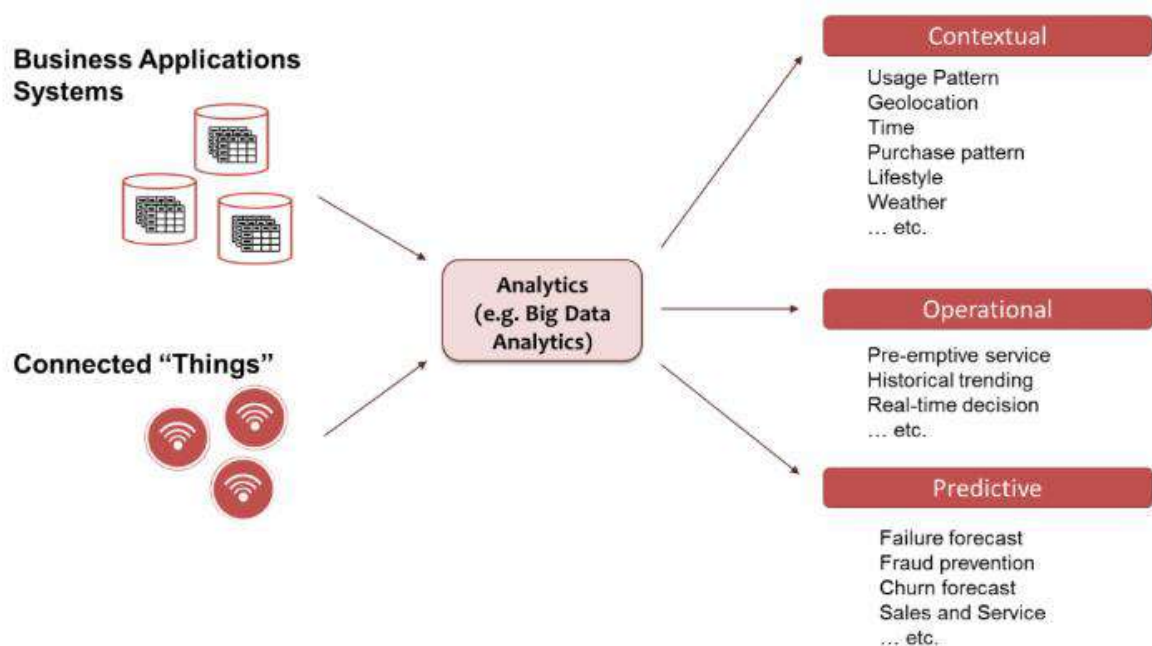 Business Applications
Systems
Connected “Things”
Analytics
(e.g. Big Data
Analytics)
Contextual
Usage Pattern
Geolocation
Time
Purchase pattern
Lifestyle
Weather
... etc.
Operational
Pre-emptive service
Historical trending
Real-time decision
... etc.
Predictive
Failure forecast
Fraud prevention
Churn forecast
Sales and Service
... etc.